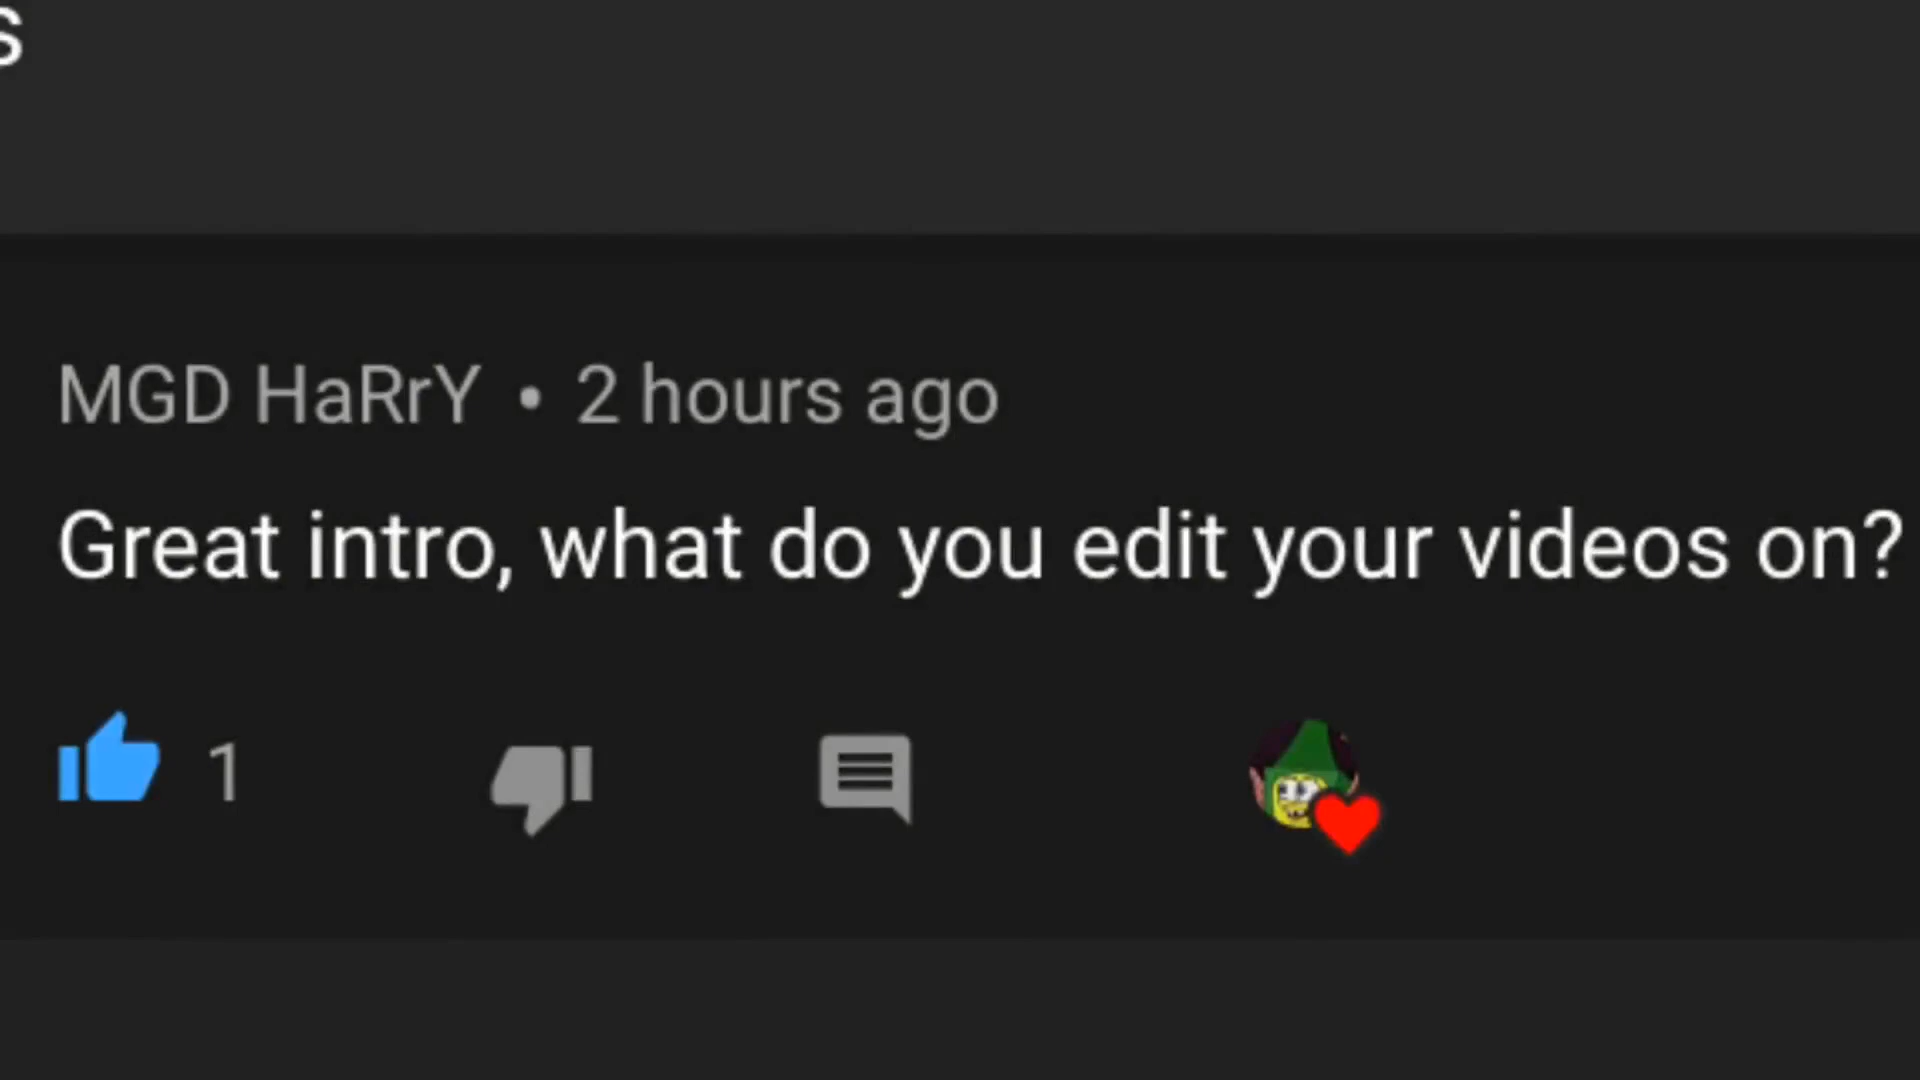 s
MGD HaRrY • 2 hours ago
Great intro, what do you edit your videos on?
1